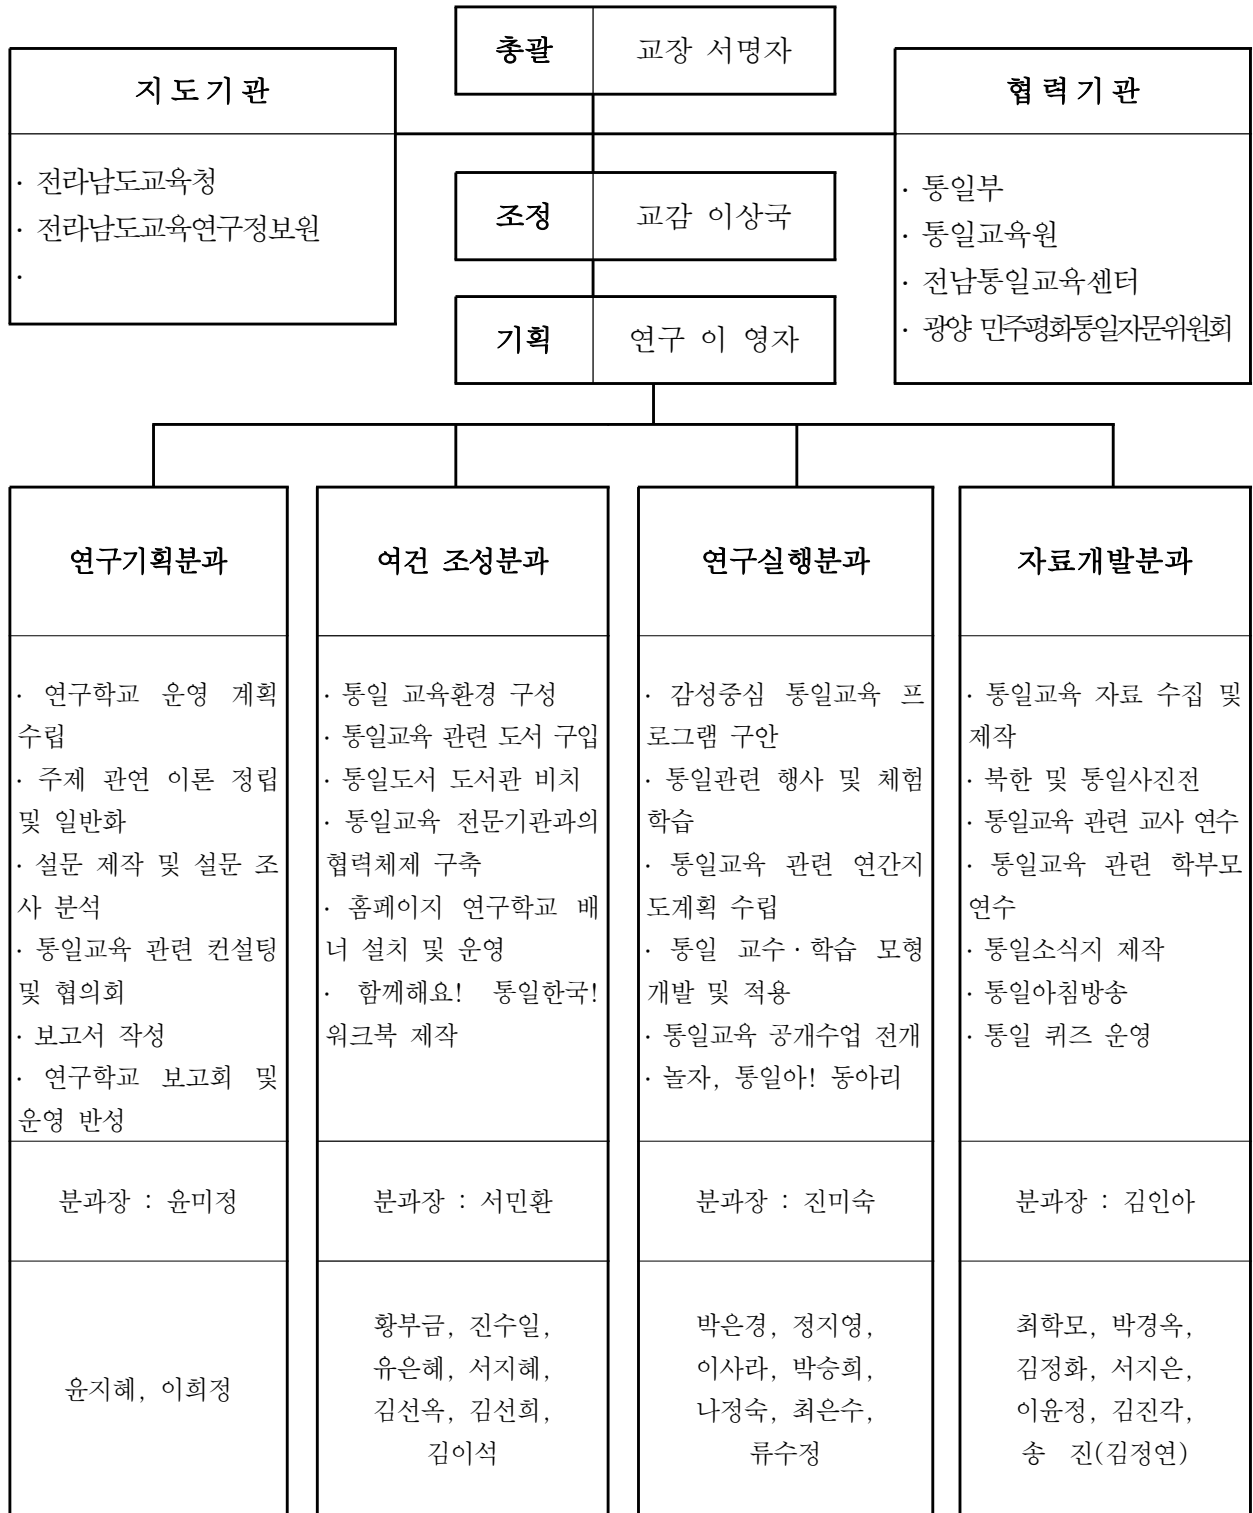 총괄 교장 서명자
지도기관
· 전라남도교육청
· 전라남도교육연구정보원
·
협력기관
· 통일부
· 통일교육원
· 전남통일교육센터
· 광양 민주평화통일자문위원회
조정 교감 이상국
기획 연구 이 영자
연구기획분과
· 연구학교 운영 계획
수립
· 주제 관연 이론 정립
및 일반화
· 설문 제작 및 설문 조
사 분석
· 통일교육 관련 컨설팅
및 협의회
· 보고서 작성
· 연구학교 보고회 및
운영 반성
분과장 : 윤미정
윤지혜, 이희정
여건 조성분과
· 통일 교육환경 구성
· 통일교육 관련 도서 구입
· 통일도서 도서관 비치
· 통일교육 전문기관과의
협력체제 구축
· 홈페이지 연구학교 배
너 설치 및 운영
· 함께해요! 통일한국!
워크북 제작
분과장 : 서민환
황부금, 진수일,
유은혜, 서지혜,
김선옥, 김선희,
김이석
연구실행분과
· 감성중심 통일교육 프
로그램 구안
· 통일관련 행사 및 체험
학습
· 통일교육 관련 연간지
도계획 수립
· 통일 교수·학습 모형
개발 및 적용
· 통일교육 공개수업 전개
· 놀자, 통일아! 동아리
분과장 : 진미숙
박은경, 정지영,
이사라, 박승희,
나정숙, 최은수,
류수정
자료개발분과
· 통일교육 자료 수집 및
제작
· 북한 및 통일사진전
· 통일교육 관련 교사 연수
· 통일교육 관련 학부모
연수
· 통일소식지 제작
· 통일아침방송
· 통일 퀴즈 운영
분과장 : 김인아
최학모, 박경옥,
김정화, 서지은,
이윤정, 김진각,
송 진(김정연)